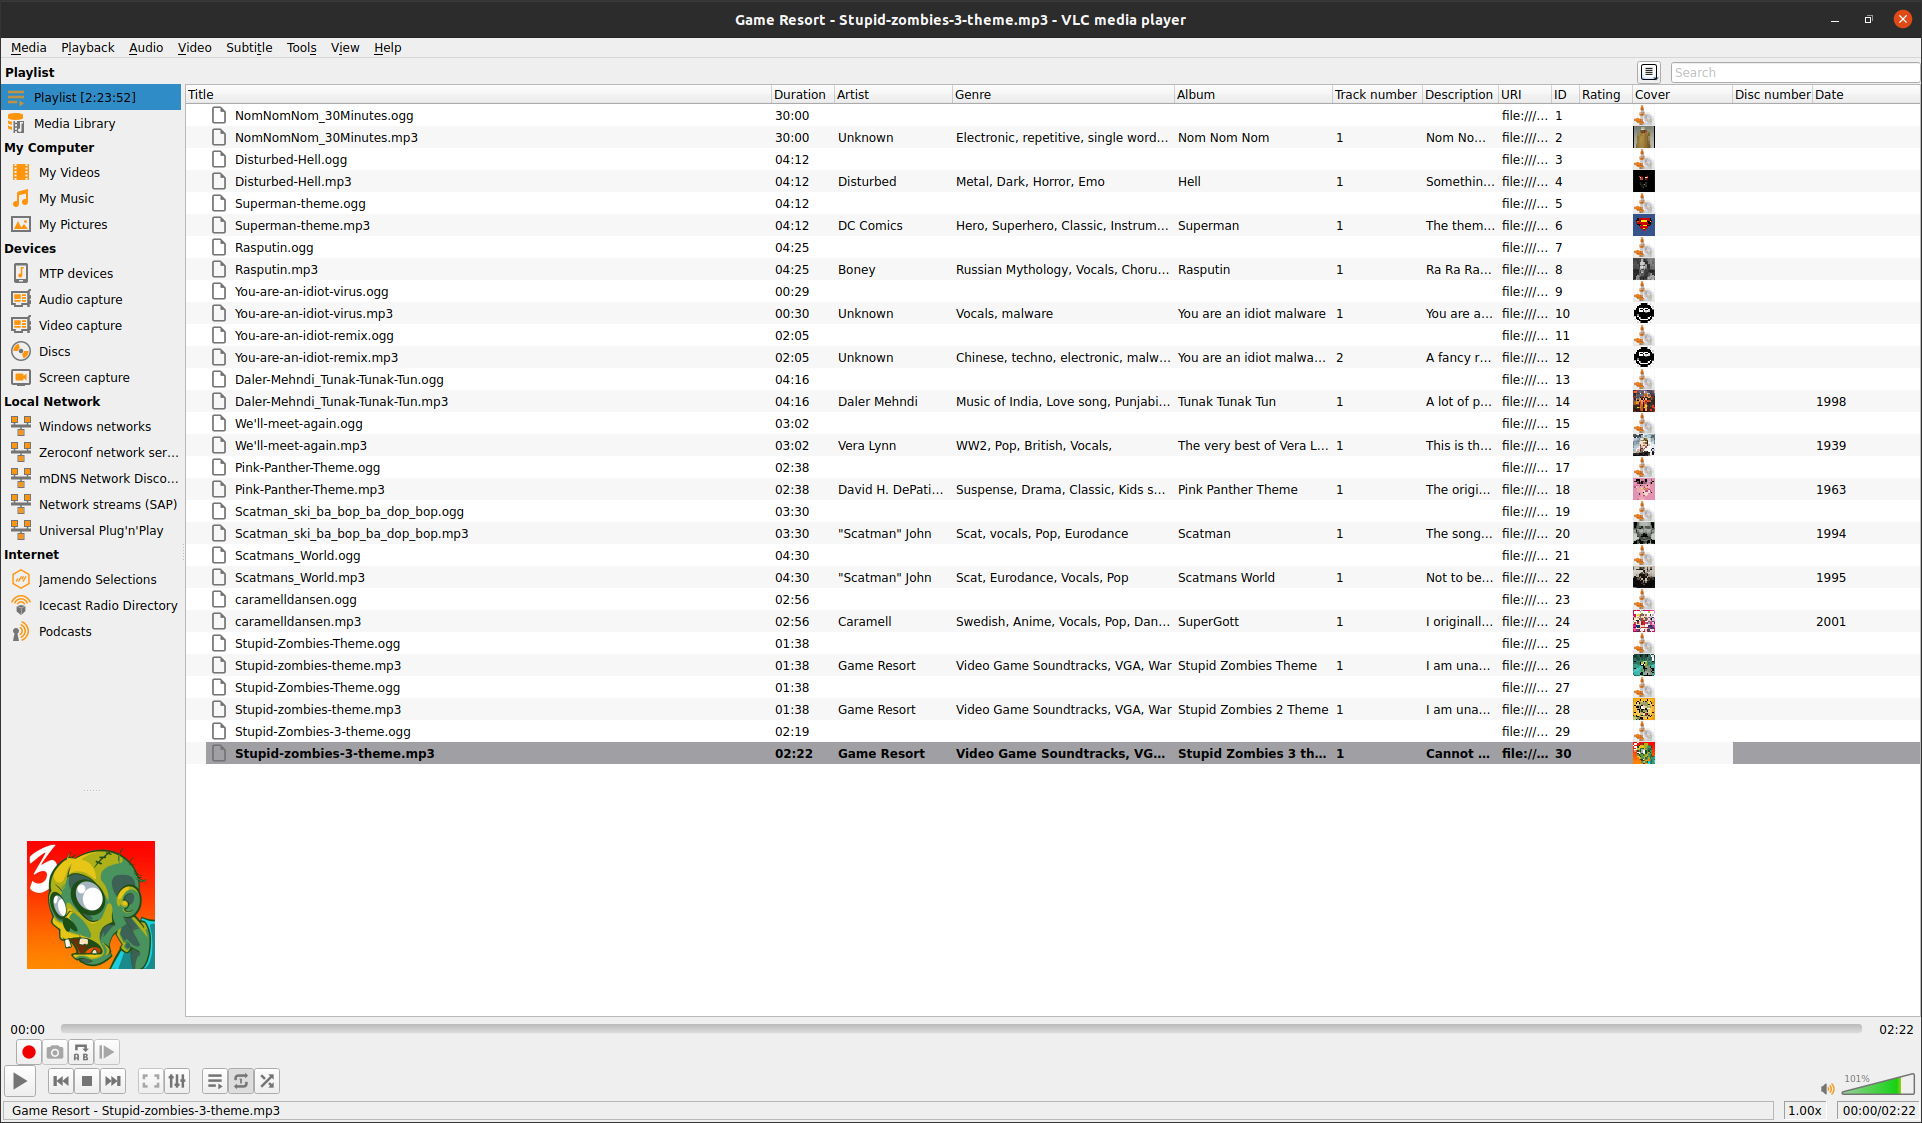 Game Resort - Stupid-zombies-3-theme.mp3 - VLC media player
Media Playback Audio Video Subtitle Tools View Help
Playlist
Search
Playlist [2:23:52]
Media Library
My Computer
My Videos
My Music
My Pictures
Devices
MTP devices
Audio capture
Video capture
Discs
Screen capture
Local Network
Windows networks
Zeroconf network ser...
mDNS Network Disco...
Network streams (SAP)
Universal Plug'n'Play
Internet
Jamendo Selections
Icecast Radio Directory
Podcasts
Title Duration Artist Genre Album Track number Description URI ID Rating Cover Disc number Date
NomNomNom_30Minutes.ogg 30:00 file:///... 1
NomNomNom_30Minutes.mp3 30:00 Unknown Electronic, repetitive, single word... Nom Nom Nom 1 Nom No... file:///... 2
Disturbed-Hell.ogg 04:12 file:///... 3
Disturbed-Hell.mp3 04:12 Disturbed Metal, Dark, Horror, Emo Hell 1 Somethin... file:///... 4
Superman-theme.ogg 04:12 file:///... 5
Superman-theme.mp3 04:12 DC Comics Hero, Superhero, Classic, Instrum... Superman 1 The them... file:///... 6
Rasputin.ogg 04:25 file:///... 7
Rasputin.mp3 04:25 Boney Russian Mythology, Vocals, Choru... Rasputin 1 Ra Ra Ra... file:///... 8
You-are-an-idiot-virus.ogg 00:29 file:///... 9
You-are-an-idiot-virus.mp3 00:30 Unknown Vocals, malware You are an idiot malware 1 You are a... file:///... 10
You-are-an-idiot-remix.ogg 02:05 file:///... 11
You-are-an-idiot-remix.mp3 02:05 Unknown Chinese, techno, electronic, malw... You are an idiot malwa... 2 A fancy r... file:///... 12
Daler-Mehndi_Tunak-Tunak-Tun.ogg 04:16 file:///... 13
Daler-Mehndi_Tunak-Tunak-Tun.mp3 04:16 Daler Mehndi Music of India, Love song, Punjabi... Tunak Tunak Tun 1 A lot of p... file:///... 14 1998
We'll-meet-again.ogg 03:02 file:///... 15
We'll-meet-again.mp3 03:02 Vera Lynn WW2, Pop, British, Vocals, The very best of Vera L... 1 This is th... file:///... 16 1939
Pink-Panther-Theme.ogg 02:38 file:///... 17
Pink-Panther-Theme.mp3 02:38 David H. DePati... Suspense, Drama, Classic, Kids s... Pink Panther Theme 1 The origi... file:///... 18 1963
Scatman_ski_ba_bop_ba_dop_bop.ogg 03:30 file:///... 19
Scatman_ski_ba_bop_ba_dop_bop.mp3 03:30 "Scatman" John Scat, vocals, Pop, Eurodance Scatman 1 The song... file:///... 20 1994
Scatmans_World.ogg 04:30 file:///... 21
Scatmans_World.mp3 04:30 "Scatman" John Scat, Eurodance, Vocals, Pop Scatmans World 1 Not to be... file:///... 22 1995
caramelldansen.ogg 02:56 file:///... 23
caramelldansen.mp3 02:56 Caramell Swedish, Anime, Vocals, Pop, Dan... SuperGott 1 I originall... file:///... 24 2001
Stupid-Zombies-Theme.ogg 01:38 file:///... 25
Stupid-zombies-theme.mp3 01:38 Game Resort Video Game Soundtracks, VGA, War Stupid Zombies Theme 1 I am una... file:///... 26
Stupid-Zombies-Theme.ogg 01:38 file:///... 27
Stupid-zombies-theme.mp3 01:38 Game Resort Video Game Soundtracks, VGA, War Stupid Zombies 2 Theme 1 I am una... file:///... 28
Stupid-Zombies-3-theme.ogg 02:19 file:///... 29
Stupid-zombies-3-theme.mp3 02:22 Game Resort Video Game Soundtracks, VG... Stupid Zombies 3 th... 1 Cannot ... file://... 30
3
00:00 02:22
A B
101%
Game Resort - Stupid-zombies-3-theme.mp3 1.00x 00:00/02:22